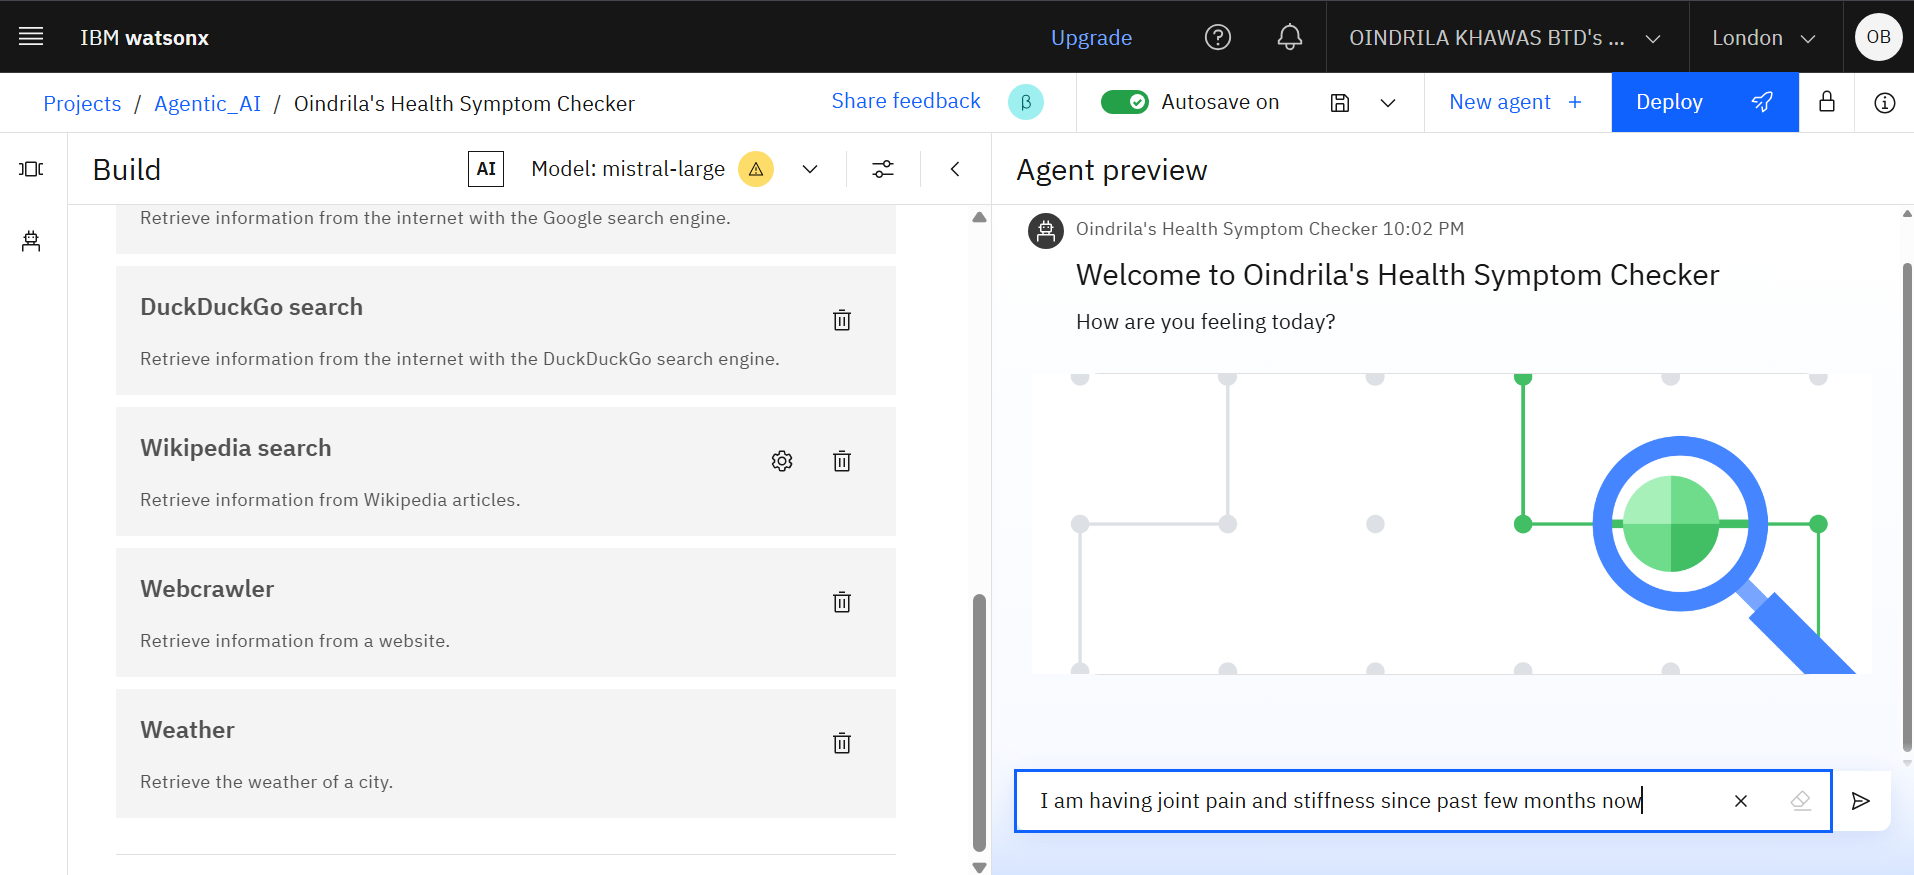 IBM watsonx
Upgrade
OINDRILA KHAWAS BTD's ...
London
OB
Projects / Agentic_AI / Oindrila's Health Symptom Checker
Share feedback
β
Autosave on
New agent +
Deploy
Build
AI
Model: mistral-large
Retrieve information from the internet with the Google search engine.
DuckDuckGo search
Retrieve information from the internet with the DuckDuckGo search engine.
Wikipedia search
Retrieve information from Wikipedia articles.
Webcrawler
Retrieve information from a website.
Weather
Retrieve the weather of a city.
Agent preview
Oindrila's Health Symptom Checker 10:02 PM
Welcome to Oindrila's Health Symptom Checker
How are you feeling today?
I am having joint pain and stiffness since past few months now